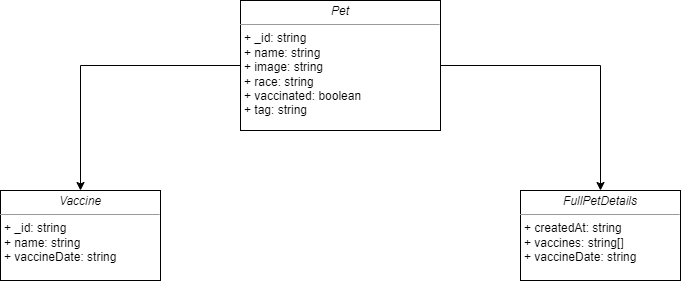 Pet
+ _id: string
+ name: string
+ image: string
+ race: string
+ vaccinated: boolean
+ tag: string
Vaccine
+ _id: string
+ name: string
+ vaccineDate: string
FullPetDetails
+ createdAt: string
+ vaccines: string[]
+ vaccineDate: string